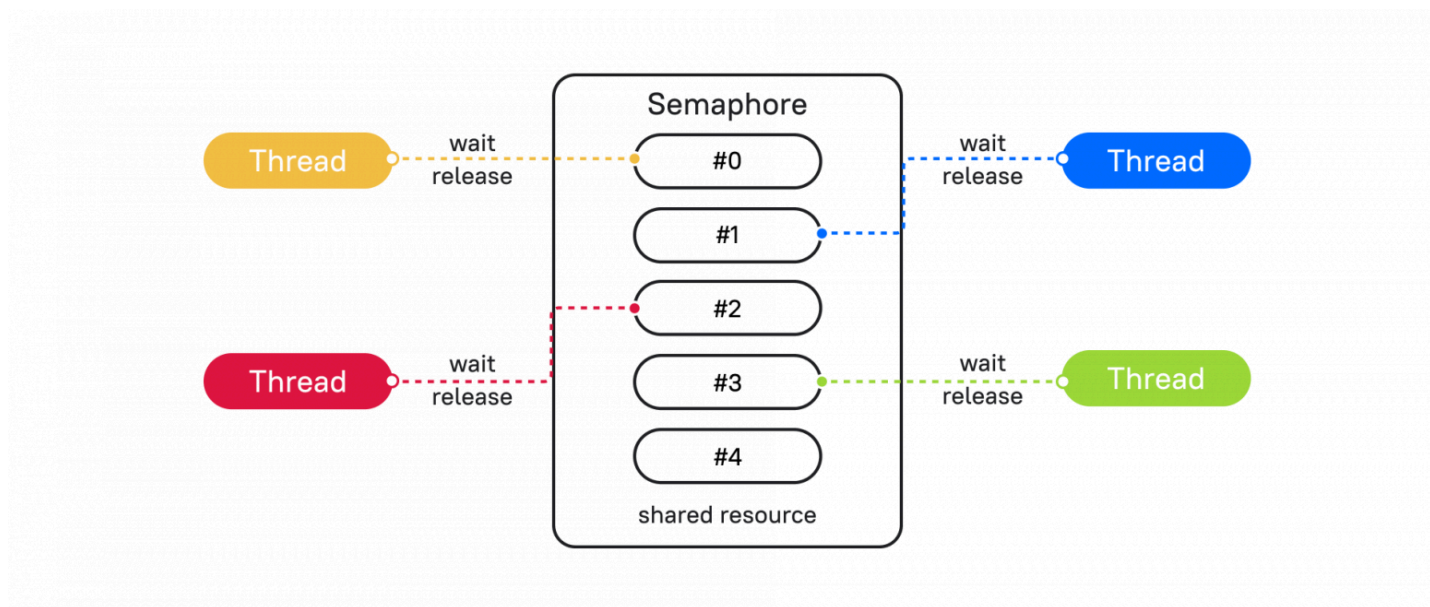 Semaphore
Thread
wait
release
#0
wait
release
Thread
#1
#2
Thread
wait
release
#3
wait
release
Thread
#4
shared resource